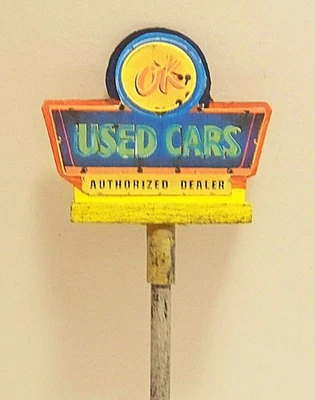 OK
USED CARS
AUTHORIZED DEALER